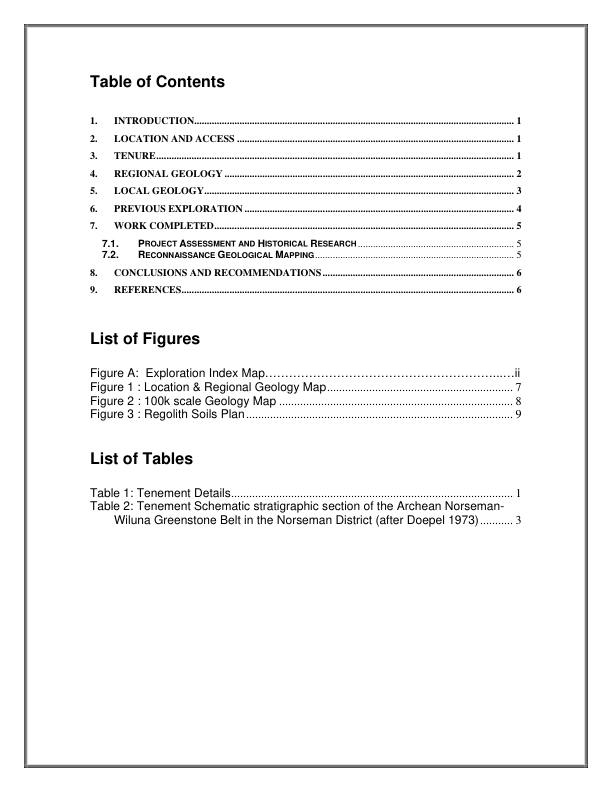 Table of Contents
1. INTRODUCTION 1
2. LOCATION AND ACCESS 1
3. TENURE 1
4. REGIONAL GEOLOGY 2
5. LOCAL GEOLOGY 3
6. PREVIOUS EXPLORATION 4
7. WORK COMPLETED 5
7.1. PROJECT ASSESSMENT AND HISTORICAL RESEARCH 5
7.2. RECONNAISSANCE GEOLOGICAL MAPPING 5
8. CONCLUSIONS AND RECOMMENDATIONS 6
9. REFERENCES 6
List of Figures
Figure A: Exploration Index Map ii
Figure 1 : Location & Regional Geology Map 7
Figure 2 : 100k scale Geology Map 8
Figure 3 : Regolith Soils Plan 9
List of Tables
Table 1: Tenement Details 1
Table 2: Tenement Schematic stratigraphic section of the Archean Norseman-
Wiluna Greenstone Belt in the Norseman District (after Doepel 1973) 3